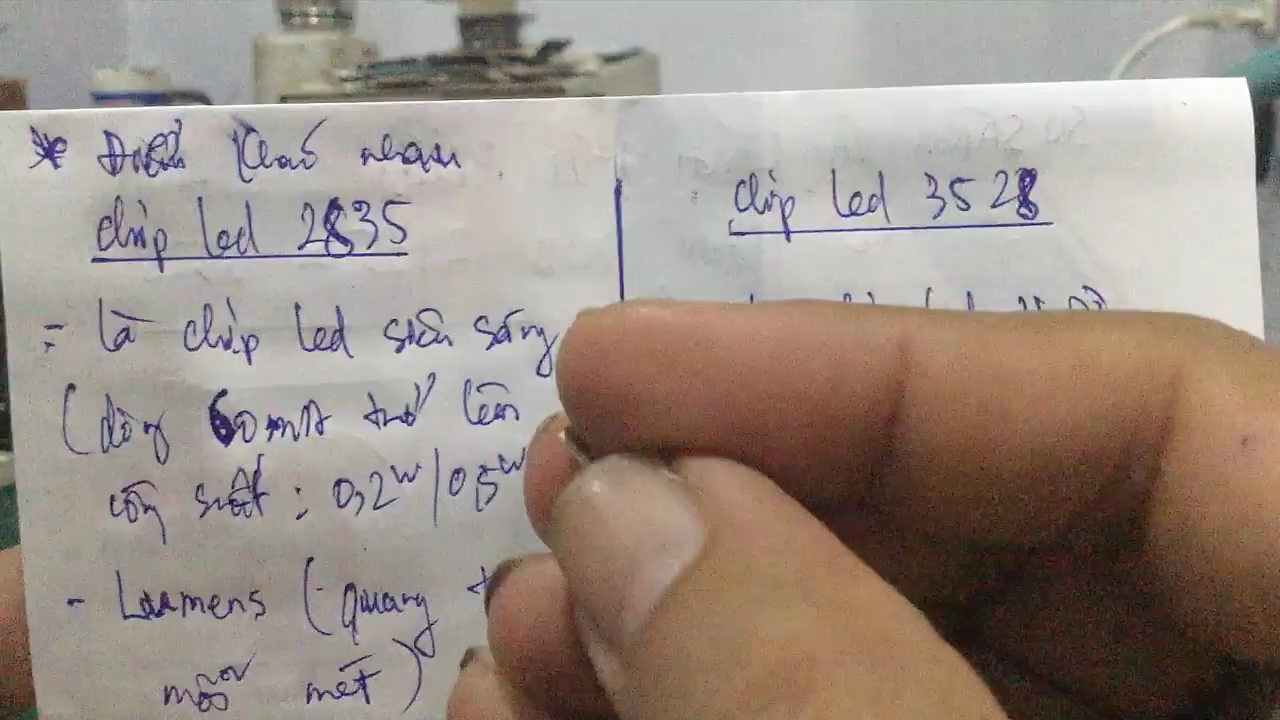 * Điểm khác nhau
chip led 2835
= là chip led siêu sáng
(dòng 60mA trở lên
công suất : 0,2w/0,5w
- Lumens (quang
mỗi mét)
chip led 3528